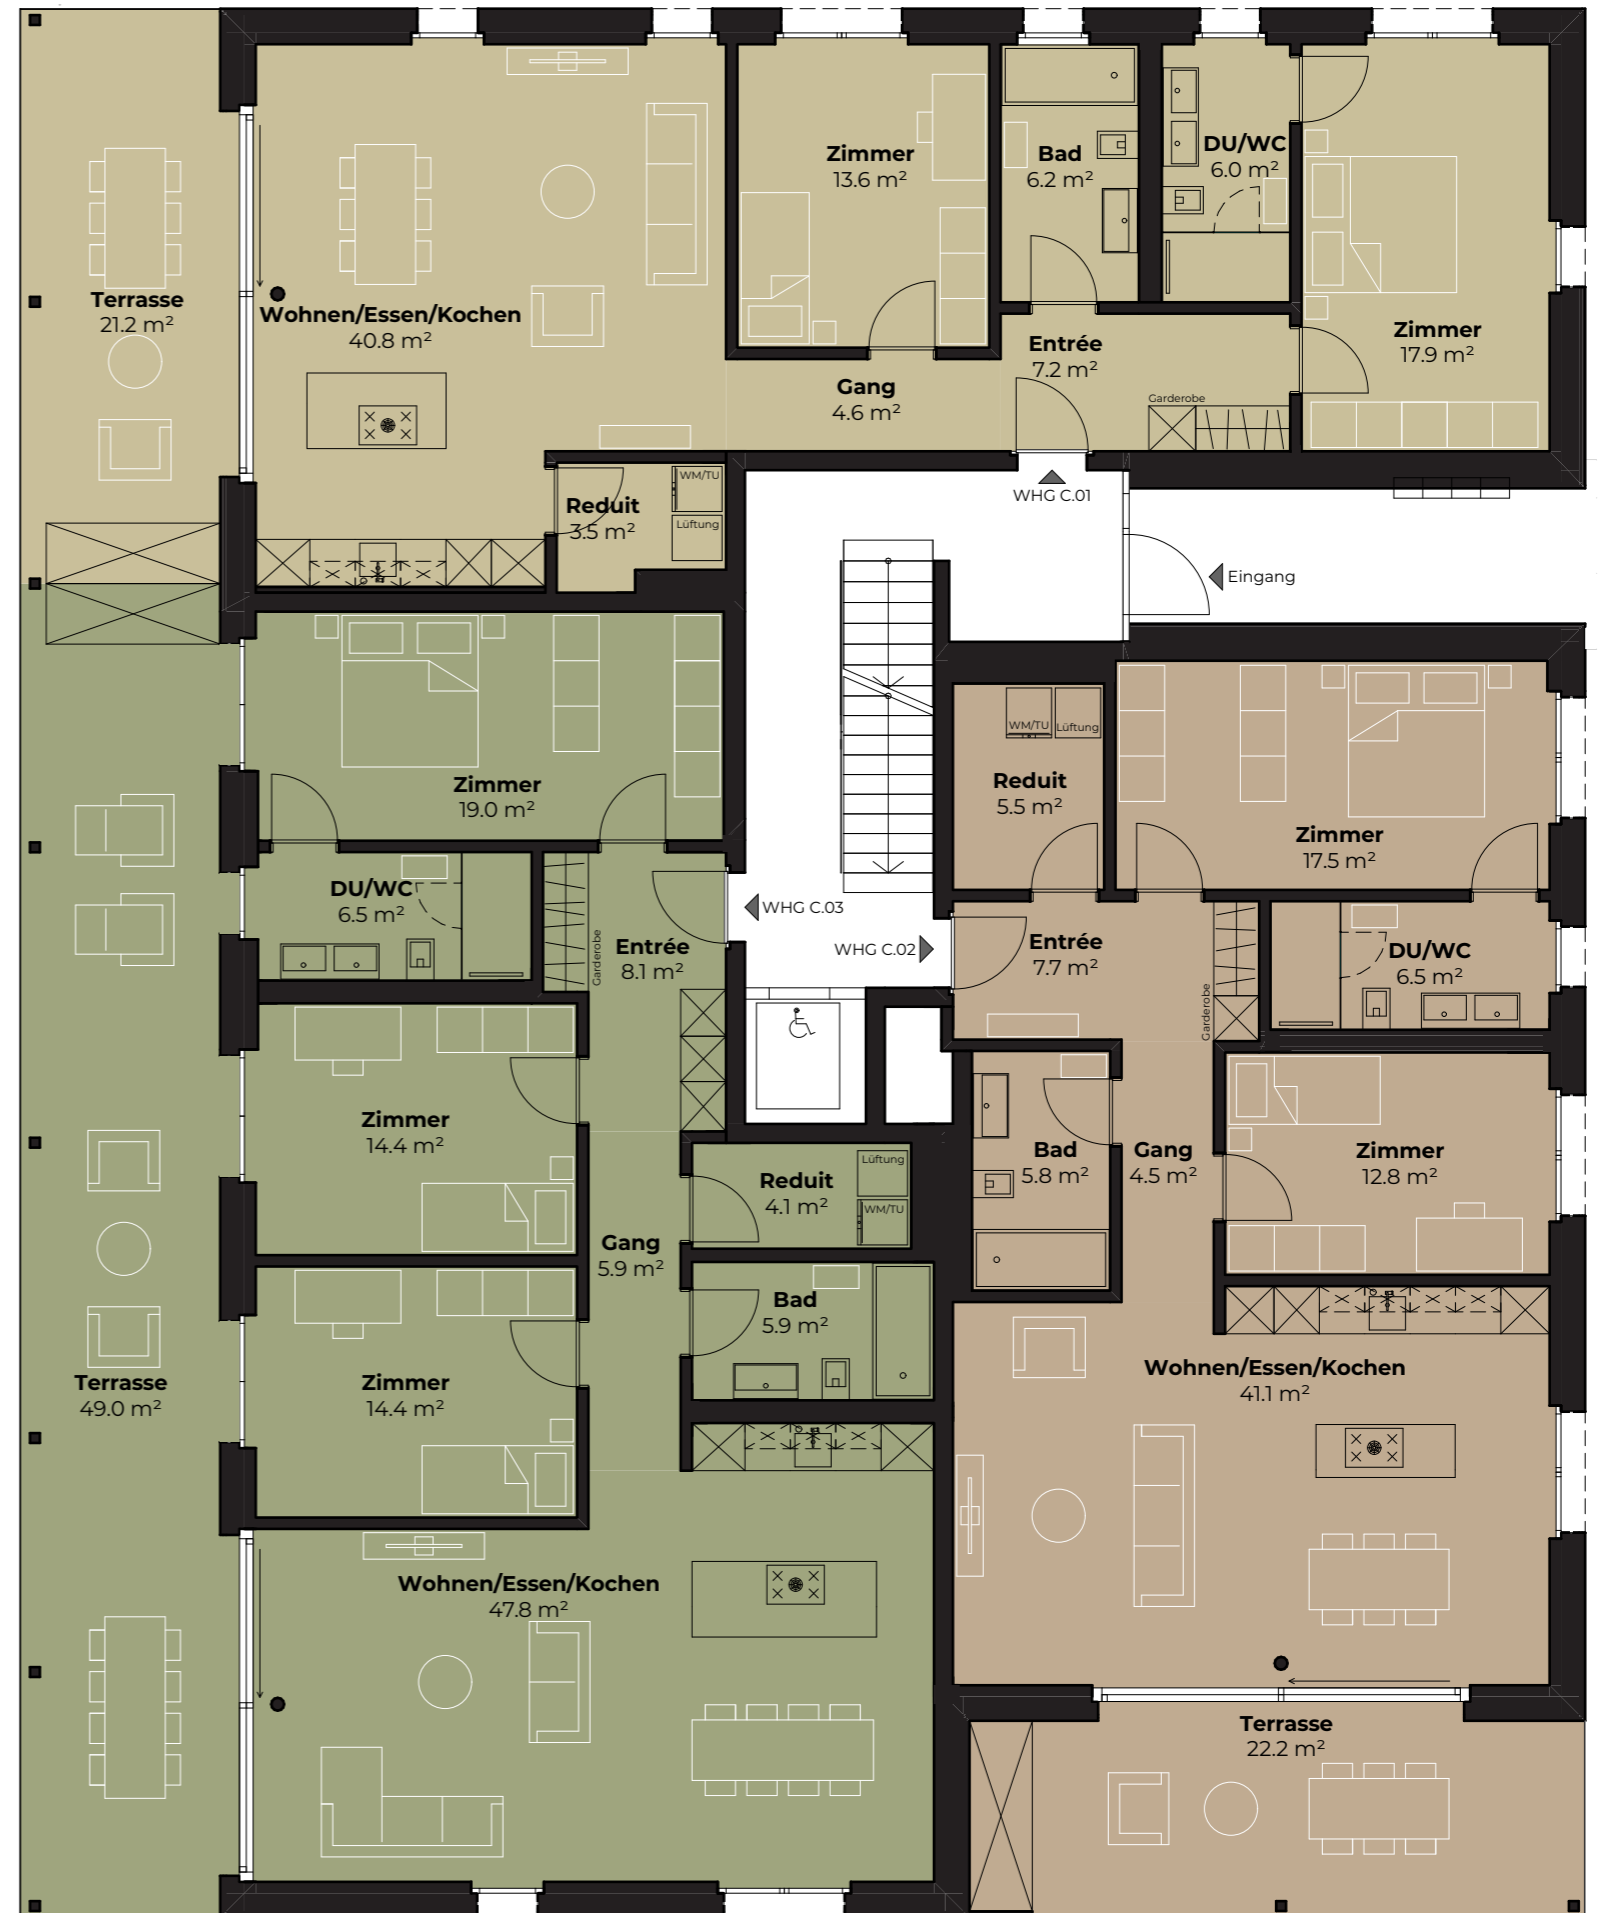 Terrasse
21.2 m²
Wohnen/Essen/Kochen
40.8 m²
Zimmer
13.6 m²
Bad
6.2 m²
DU/WC
6.0 m²
Zimmer
17.9 m²
Entrée
7.2 m²
Gang
4.6 m²
Garderobe
Reduit
3.5 m²
WM/TU
Lüftung
WHG C.01
Eingang
Zimmer
19.0 m²
DU/WC
6.5 m²
Garderobe
Entrée
8.1 m²
WHG C.03
WHG C.02
Reduit
5.5 m²
WM/TU
Lüftung
Zimmer
17.5 m²
Entrée
7.7 m²
Garderobe
DU/WC
6.5 m²
Zimmer
14.4 m²
Reduit
4.1 m²
Lüftung
WM/TU
Gang
5.9 m²
Bad
5.9 m²
Bad
5.8 m²
Gang
4.5 m²
Zimmer
12.8 m²
Terrasse
49.0 m²
Zimmer
14.4 m²
Wohnen/Essen/Kochen
41.1 m²
Wohnen/Essen/Kochen
47.8 m²
Terrasse
22.2 m²